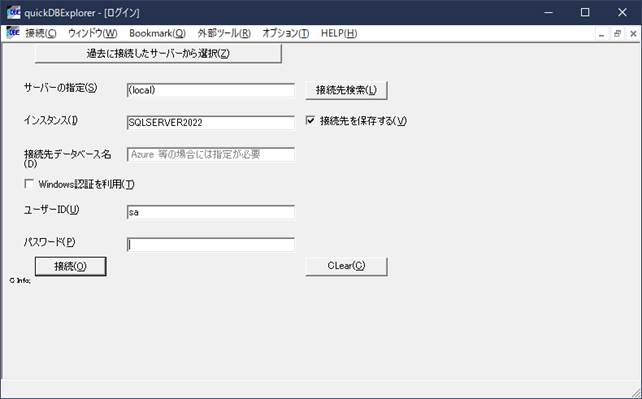 quickDBExplorer - [ログイン]
接続(C) ウィンドウ(W) Bookmark(Q) 外部ツール(R) オプション(T) HELP(H)
過去に接続したサーバーから選択(Z)
サーバーの指定(S) (local) 接続先検索(L)
インスタンス(I) SQLSERVER2022 接続先を保存する(V)
接続先データベース名 Azure 等の場合には指定が必要
(D)
Windows認証を利用(T)
ユーザーID(U) sa
パスワード(P)
接続(O) CLear(C)